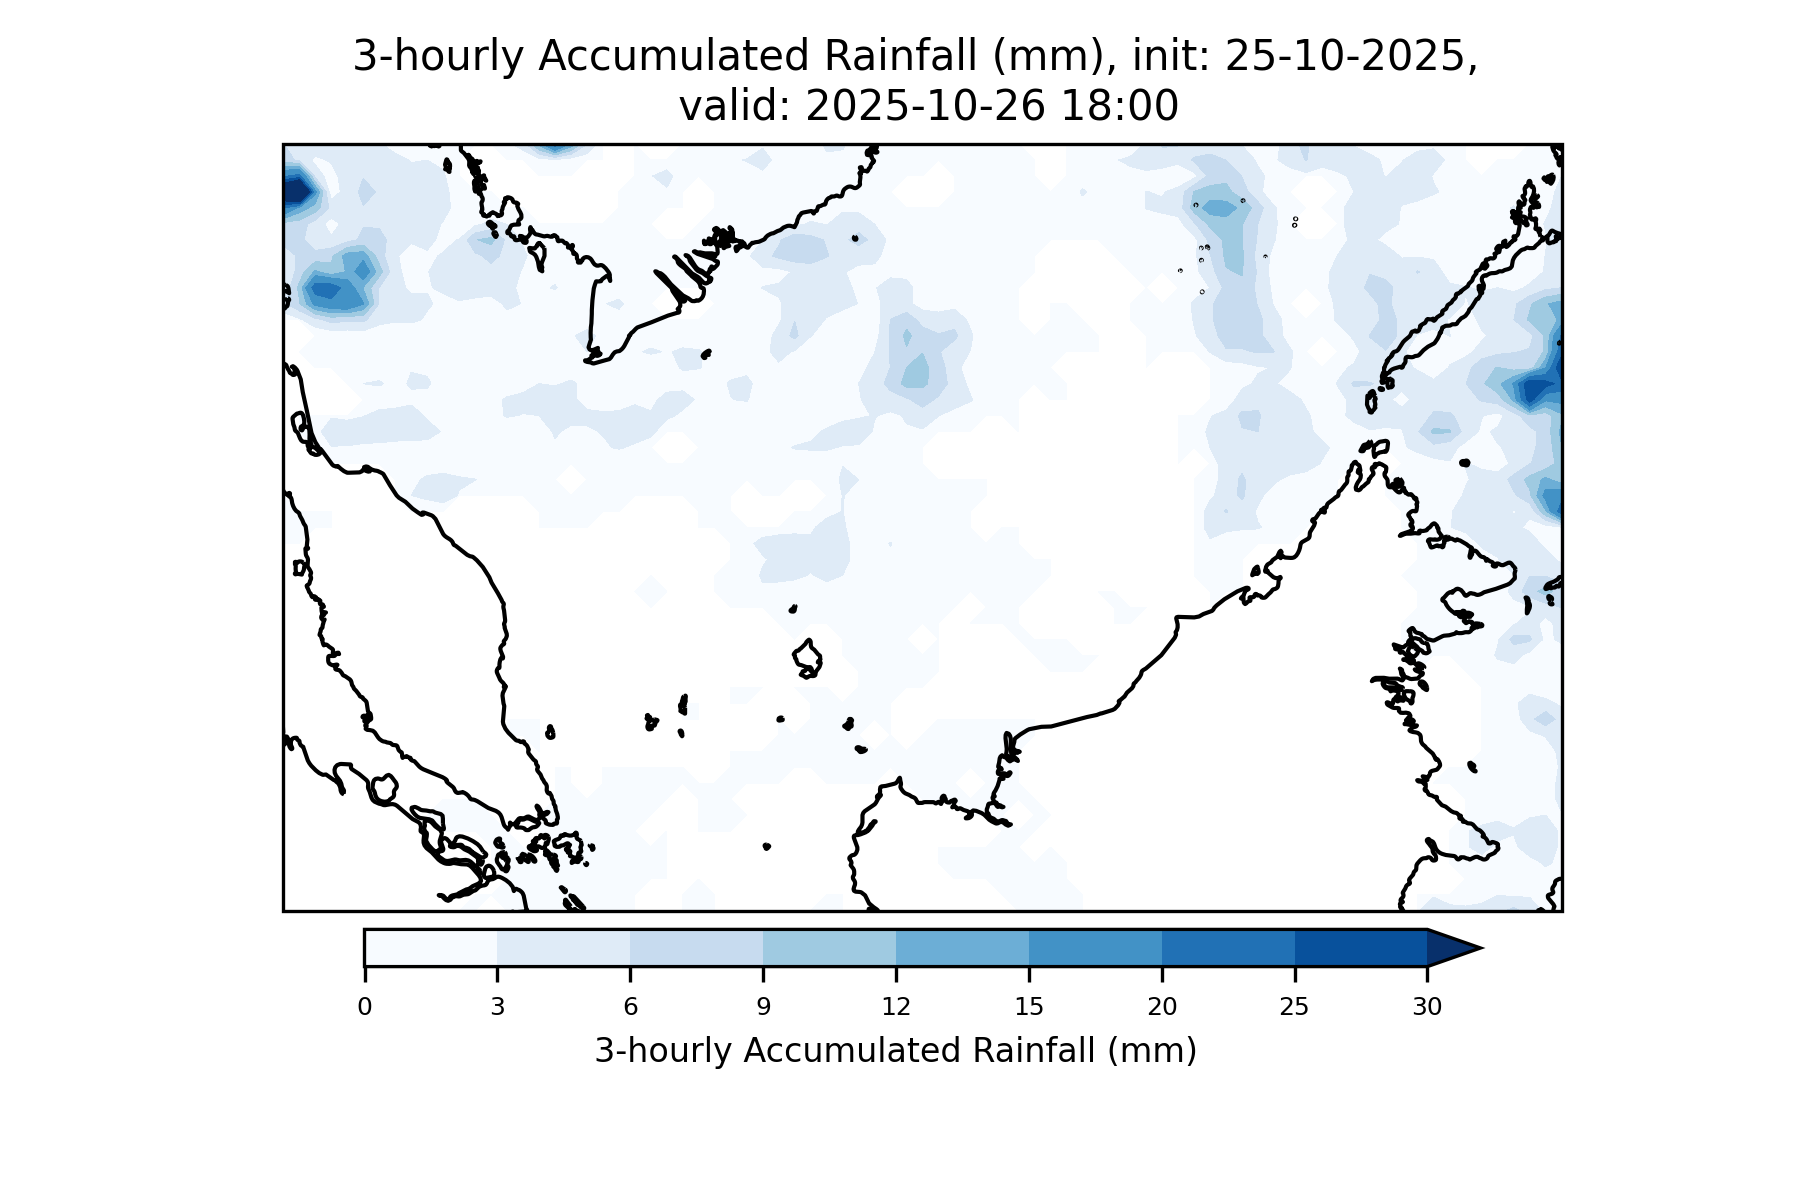 3-hourly Accumulated Rainfall (mm), init: 25-10-2025,
valid: 2025-10-26 18:00
0 3 6 9 12 15 20 25 30
3-hourly Accumulated Rainfall (mm)